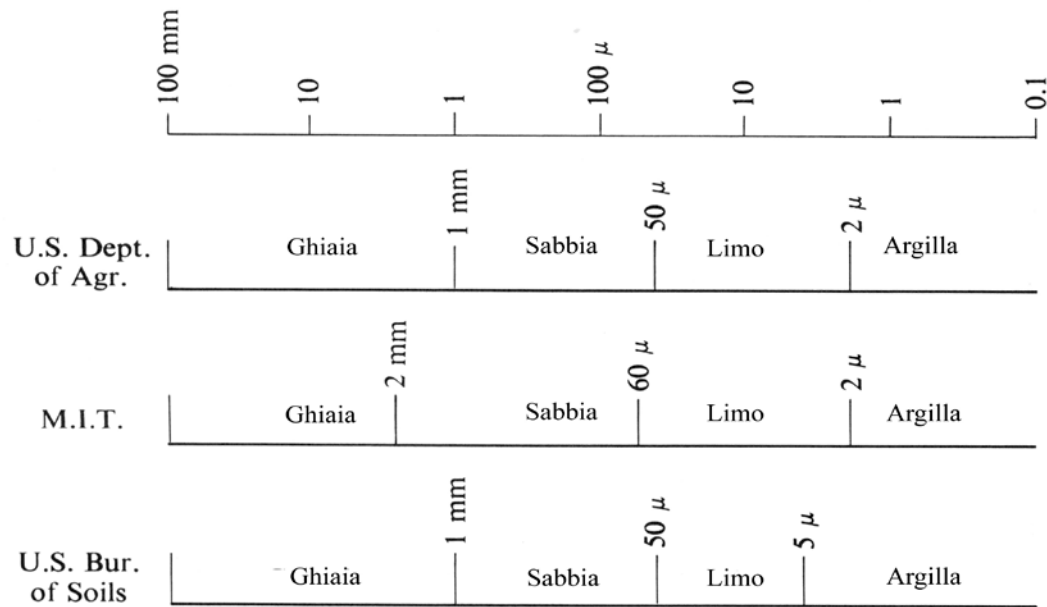 100 mm 10 1 100 μ 10 1 0.1
1 mm 50 μ 2 μ
U.S. Dept. Ghiaia Sabbia Limo Argilla
of Agr.
2 mm 60 μ 2 μ
M.I.T. Ghiaia Sabbia Limo Argilla
1 mm 50 μ 5 μ
U.S. Bur. Ghiaia Sabbia Limo Argilla
of Soils